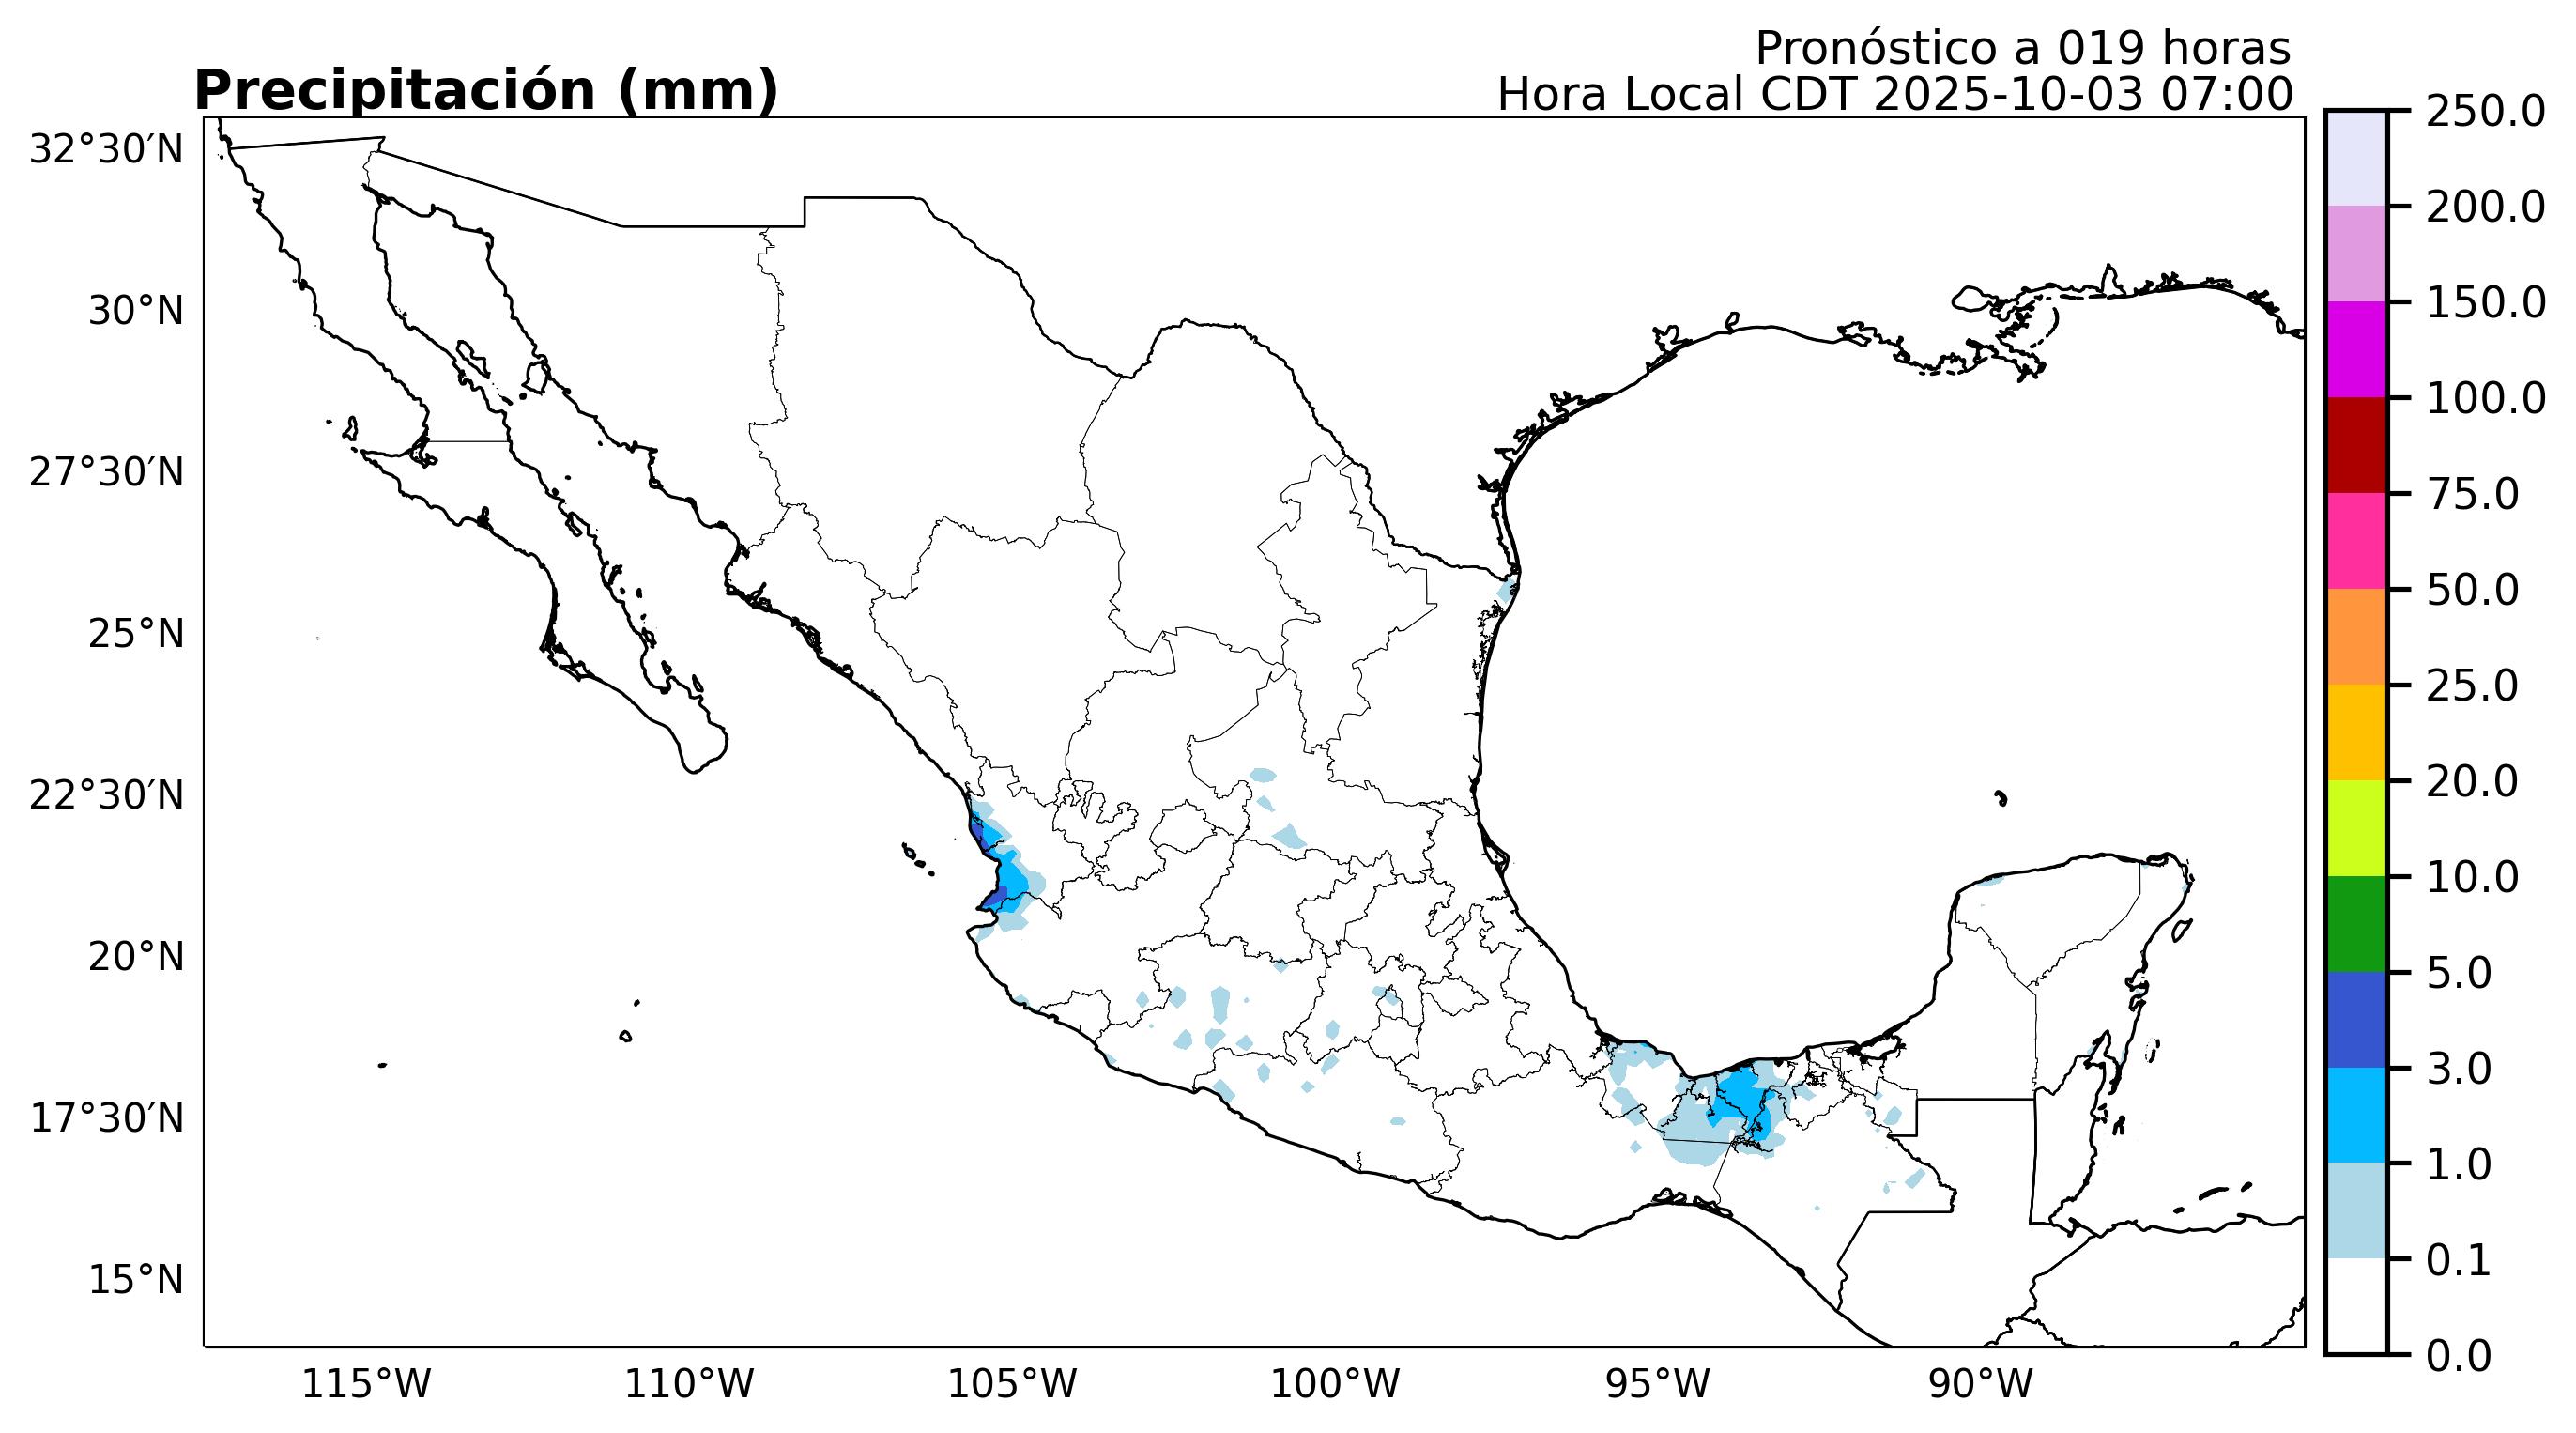 Pronóstico a 019 horas
Precipitación (mm)
Hora Local CDT 2025-10-03 07:00
32°30′N
30°N
27°30′N
25°N
22°30′N
20°N
17°30′N
15°N
115°W
110°W
105°W
100°W
95°W
90°W
250.0
200.0
150.0
100.0
75.0
50.0
25.0
20.0
10.0
5.0
3.0
1.0
0.1
0.0